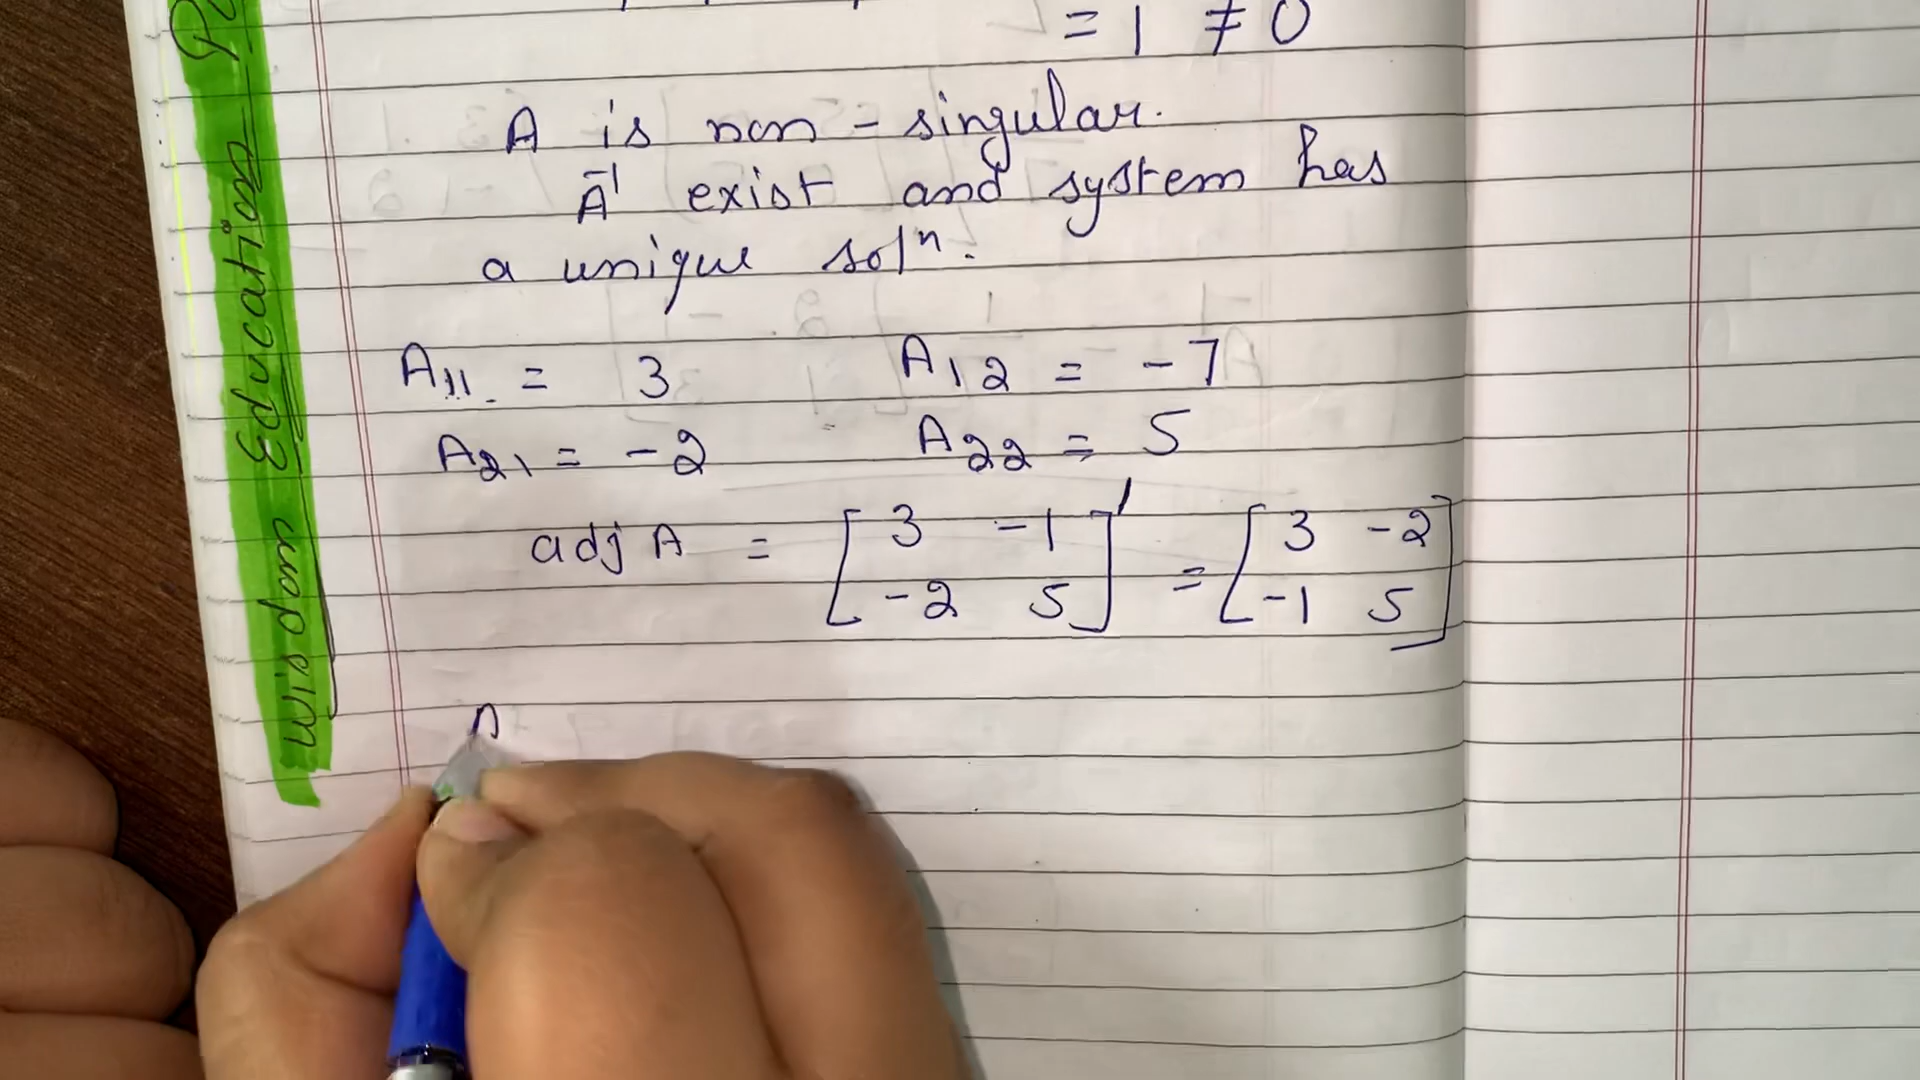 = 1 ≠ 0
A is non-singular.
A⁻¹ exist and system has
a unique solⁿ.
A₁₁ = 3 A₁₂ = -7
A₂₁ = -2 A₂₂ = 5
adj A = [3 -1; -2 5]' = [3 -2; -1 5]
A
wisdom Education